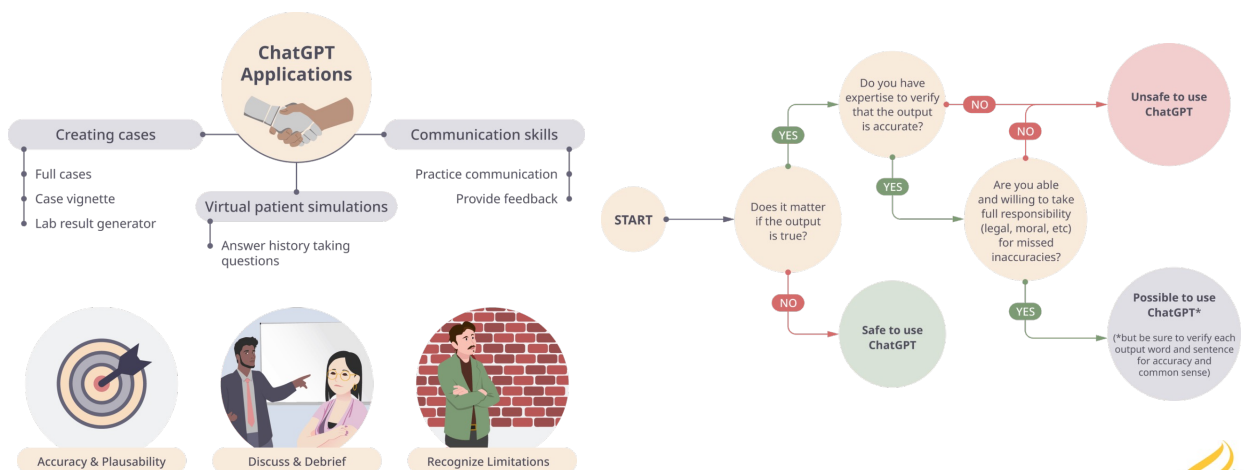 ChatGPT
Applications
Creating cases
Full cases
Case vignette
Lab result generator
Virtual patient simulations
Answer history taking
questions
Communication skills
Practice communication
Provide feedback
Accuracy & Plausability
Discuss & Debrief
Recognize Limitations
START
Does it matter
if the output
is true?
YES
NO
Do you have
expertise to verify
that the output
is accurate?
NO
YES
Are you able
and willing to take
full responsibility
(legal, moral, etc)
for missed
inaccuracies?
NO
YES
Unsafe to use
ChatGPT
Safe to use
ChatGPT
Possible to use
ChatGPT*
(*but be sure to verify each
output word and sentence
for accuracy and
common sense)